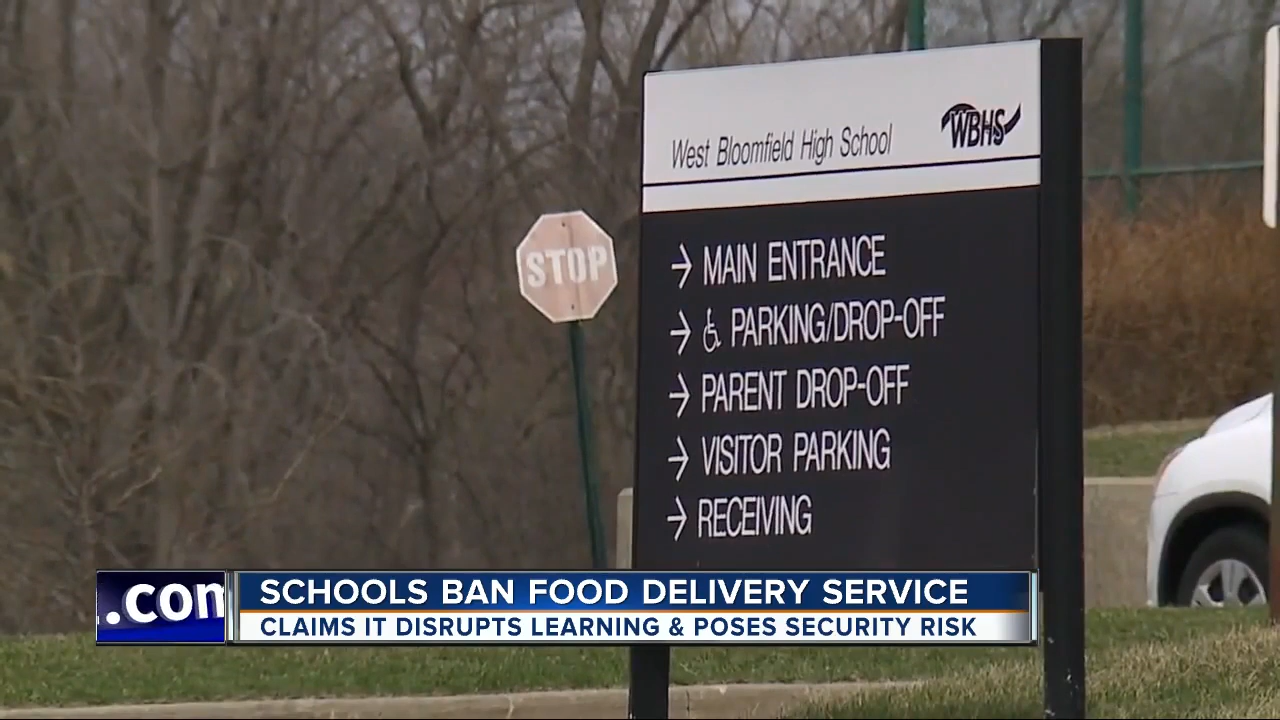 West Bloomfield High School
WBHS
STOP
→ MAIN ENTRANCE
→ ♿ PARKING/DROP-OFF
→ PARENT DROP-OFF
→ VISITOR PARKING
→ RECEIVING
.com
SCHOOLS BAN FOOD DELIVERY SERVICE
CLAIMS IT DISRUPTS LEARNING & POSES SECURITY RISK